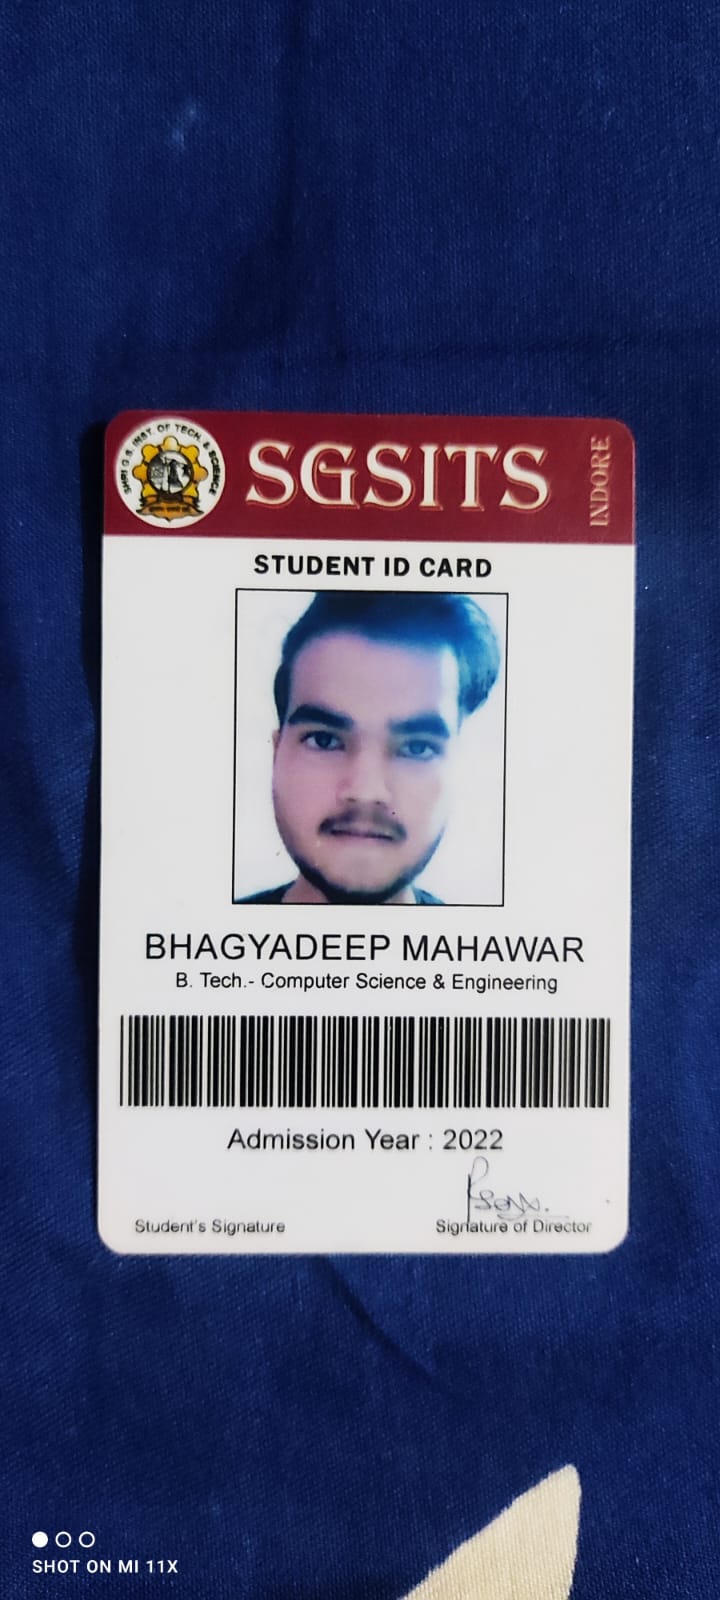 SHRI G.S. INST. OF TECH. & SCIENCE
SGSITS
INDORE
STUDENT ID CARD
BHAGYADEEP MAHAWAR
B. Tech.- Computer Science & Engineering
Admission Year : 2022
Student's Signature
Signature of Director
SHOT ON MI 11X